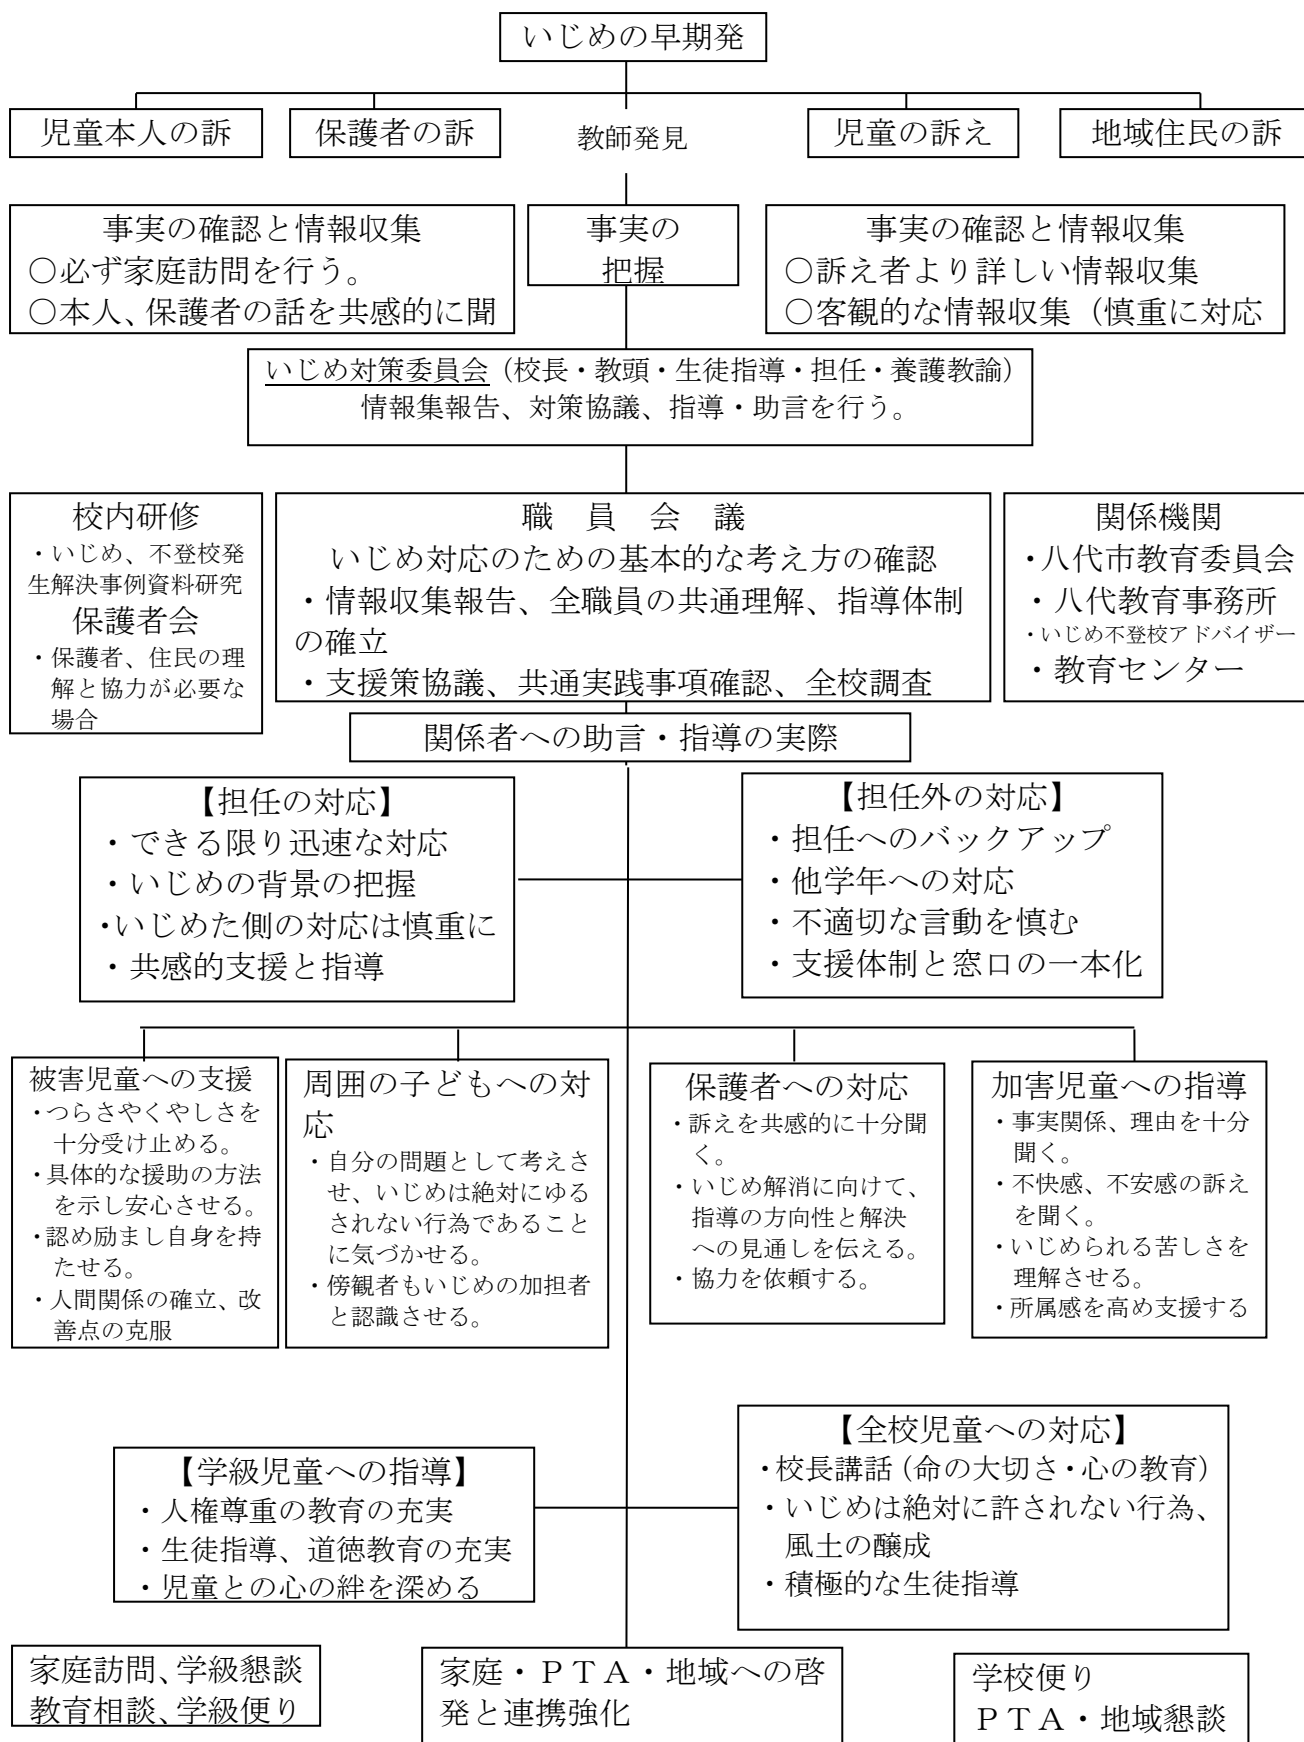 いじめの早期発
児童本人の訴
保護者の訴
教師発見
児童の訴え
地域住民の訴
事実の確認と情報収集
○必ず家庭訪問を行う。
○本人、保護者の話を共感的に聞
事実の
把握
事実の確認と情報収集
○訴え者より詳しい情報収集
○客観的な情報収集（慎重に対応
いじめ対策委員会（校長・教頭・生徒指導・担任・養護教諭）
情報集報告、対策協議、指導・助言を行う。
校内研修
・いじめ、不登校発
生解決事例資料研究
保護者会
・保護者、住民の理
解と協力が必要な
場合
職　員　会　議
いじめ対応のための基本的な考え方の確認
・情報収集報告、全職員の共通理解、指導体制
の確立
・支援策協議、共通実践事項確認、全校調査
関係機関
・八代市教育委員会
・八代教育事務所
・いじめ不登校アドバイザー
・教育センター
関係者への助言・指導の実際
【担任の対応】
・できる限り迅速な対応
・いじめの背景の把握
・いじめた側の対応は慎重に
・共感的支援と指導
【担任外の対応】
・担任へのバックアップ
・他学年への対応
・不適切な言動を慎む
・支援体制と窓口の一本化
被害児童への支援
・つらさやくやしさを
十分受け止める。
・具体的な援助の方法
を示し安心させる。
・認め励まし自身を持
たせる。
・人間関係の確立、改
善点の克服
周囲の子どもへの対
応
・自分の問題として考えさ
せ、いじめは絶対にゆる
されない行為であること
に気づかせる。
・傍観者もいじめの加担者
と認識させる。
保護者への対応
・訴えを共感的に十分聞
く。
・いじめ解消に向けて、
指導の方向性と解決
への見通しを伝える。
・協力を依頼する。
加害児童への指導
・事実関係、理由を十分
聞く。
・不快感、不安感の訴え
を聞く。
・いじめられる苦しさを
理解させる。
・所属感を高め支援する
【学級児童への指導】
・人権尊重の教育の充実
・生徒指導、道徳教育の充実
・児童との心の絆を深める
【全校児童への対応】
・校長講話（命の大切さ・心の教育）
・いじめは絶対に許されない行為、
風土の醸成
・積極的な生徒指導
家庭訪問、学級懇談
教育相談、学級便り
家庭・ＰＴＡ・地域への啓
発と連携強化
学校便り
ＰＴＡ・地域懇談